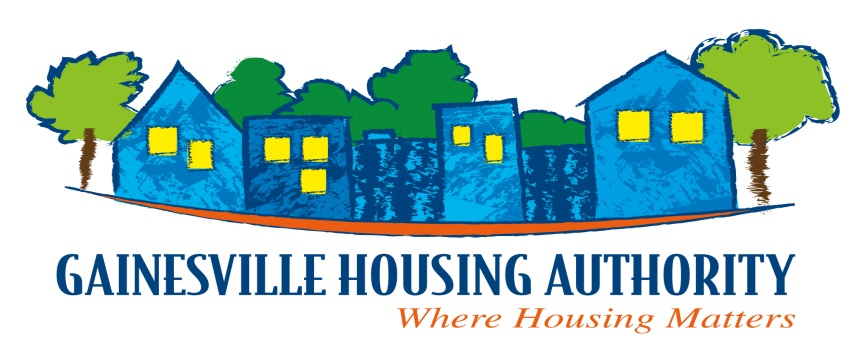 GAINESVILLE HOUSING AUTHORITY
Where Housing Matters